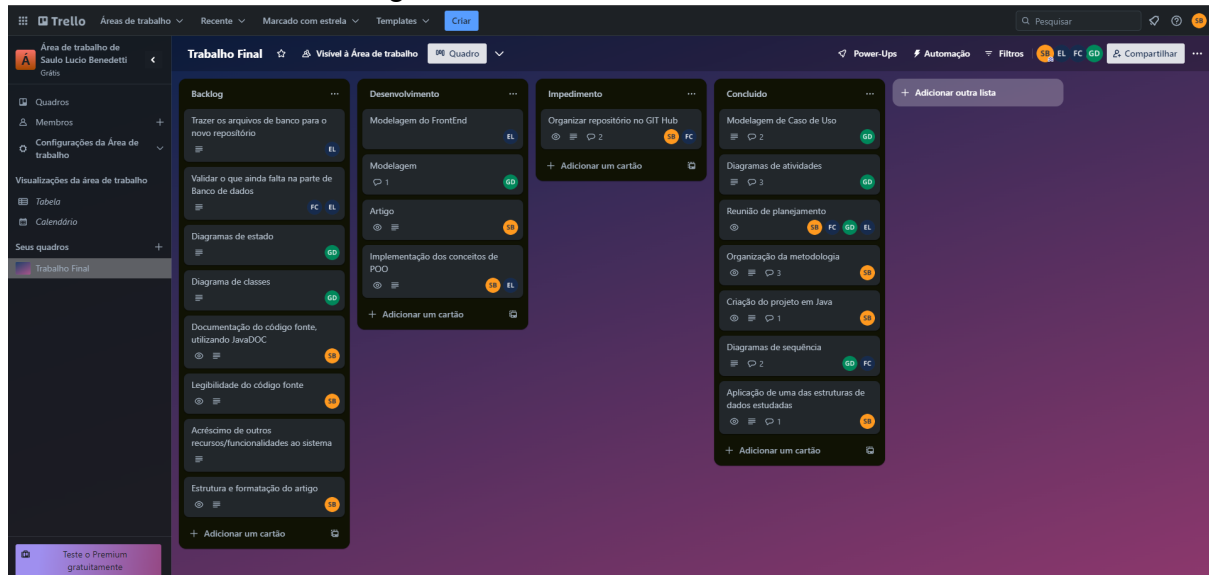 Trello
Áreas de trabalho
Recente
Marcado com estrela
Templates
Criar
Pesquisar
SB
Á
Área de trabalho de
Saulo Lucio Benedetti
Grátis
Quadros
Membros
Configurações da Área de
trabalho
Visualizações da área de trabalho
Tabela
Calendário
Seus quadros
Trabalho Final
Teste o Premium
gratuitamente
Trabalho Final
Visível à Área de trabalho
Quadro
Power-Ups
Automação
Filtros
SB EL FC GD
Compartilhar
Backlog
Trazer os arquivos de banco para o
novo repositório
EL
Validar o que ainda falta na parte de
Banco de dados
FC EL
Diagramas de estado
GD
Diagrama de classes
GD
Documentação do código fonte,
utilizando JavaDOC
SB
Legibilidade do código fonte
SB
Acréscimo de outros
recursos/funcionalidades ao sistema
Estrutura e formatação do artigo
SB
+ Adicionar um cartão
Desenvolvimento
Modelagem do FrontEnd
EL
Modelagem
1
GD
Artigo
SB
Implementação dos conceitos de
POO
SB EL
+ Adicionar um cartão
Impedimento
Organizar repositório no GIT Hub
2
SB FC
+ Adicionar um cartão
Concluído
Modelagem de Caso de Uso
2
GD
Diagramas de atividades
3
GD
Reunião de planejamento
SB FC GD EL
Organização da metodologia
3
SB
Criação do projeto em Java
1
SB
Diagramas de sequência
2
GD FC
Aplicação de uma das estruturas de
dados estudadas
1
SB
+ Adicionar um cartão
+ Adicionar outra lista